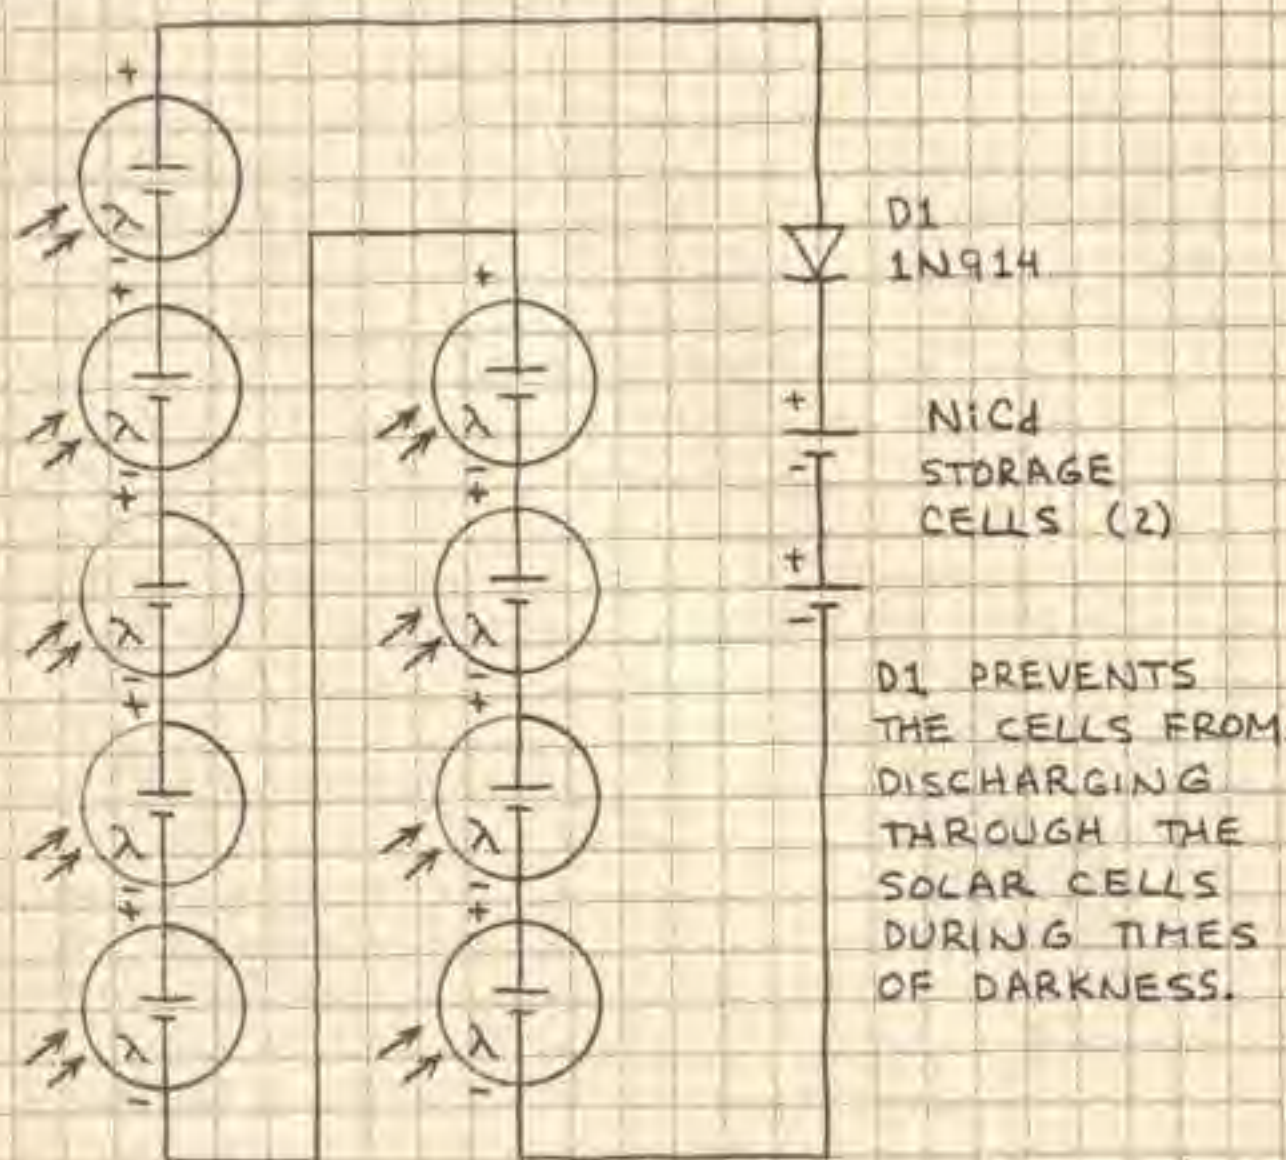 +
λ
-
+
λ
-
+
λ
-
+
λ
-
+
λ
-
+
λ
-
+
λ
-
+
λ
-
+
λ
-
D1
1N914
+
-
NiCd
STORAGE
CELLS (2)
+
-
D1 PREVENTS
THE CELLS FROM
DISCHARGING
THROUGH THE
SOLAR CELLS
DURING TIMES
OF DARKNESS.